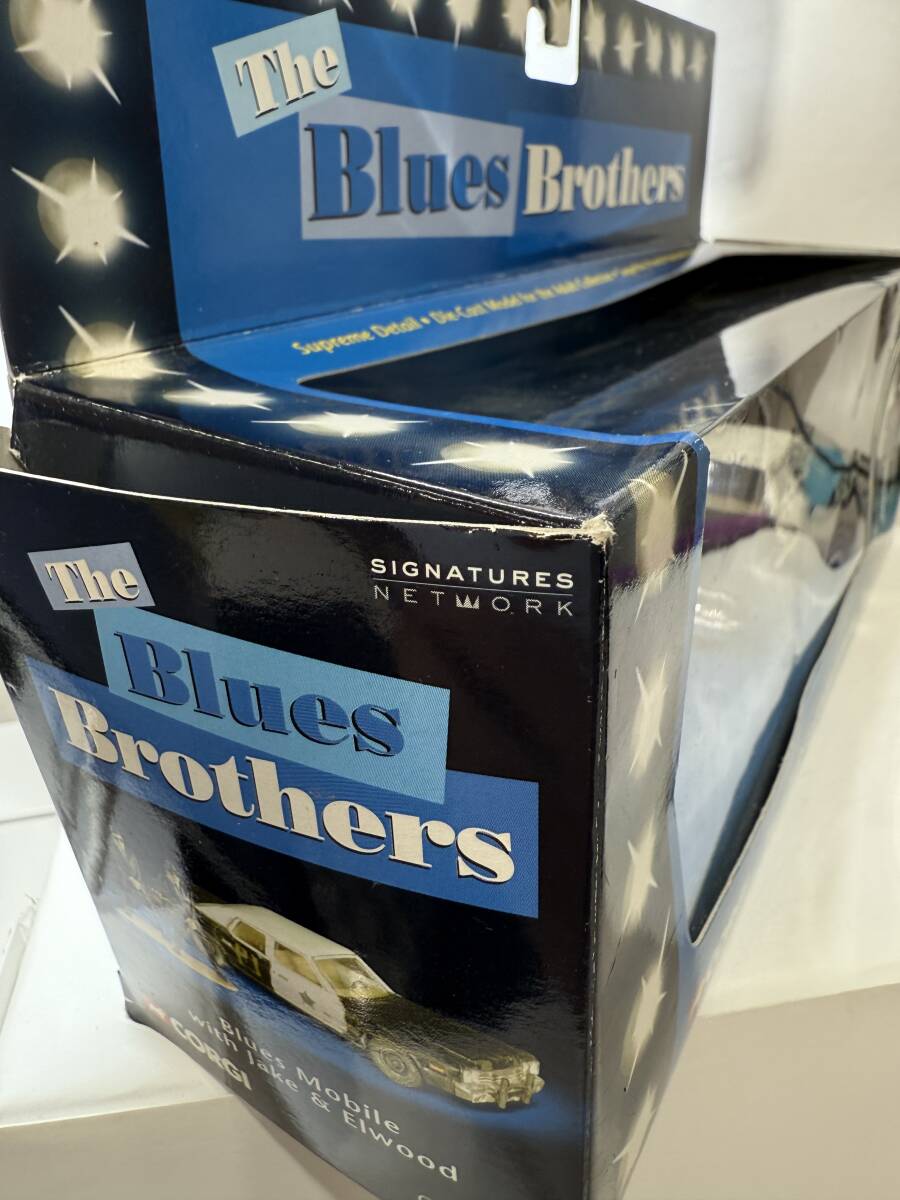 The
Blues Brothers
Supreme Detail • Die-Cast Model for the Adult Collector •
SIGNATURES
NETWORK
The
Blues
Brothers
Blues Mobile
with Jake & Elwood
CORGI